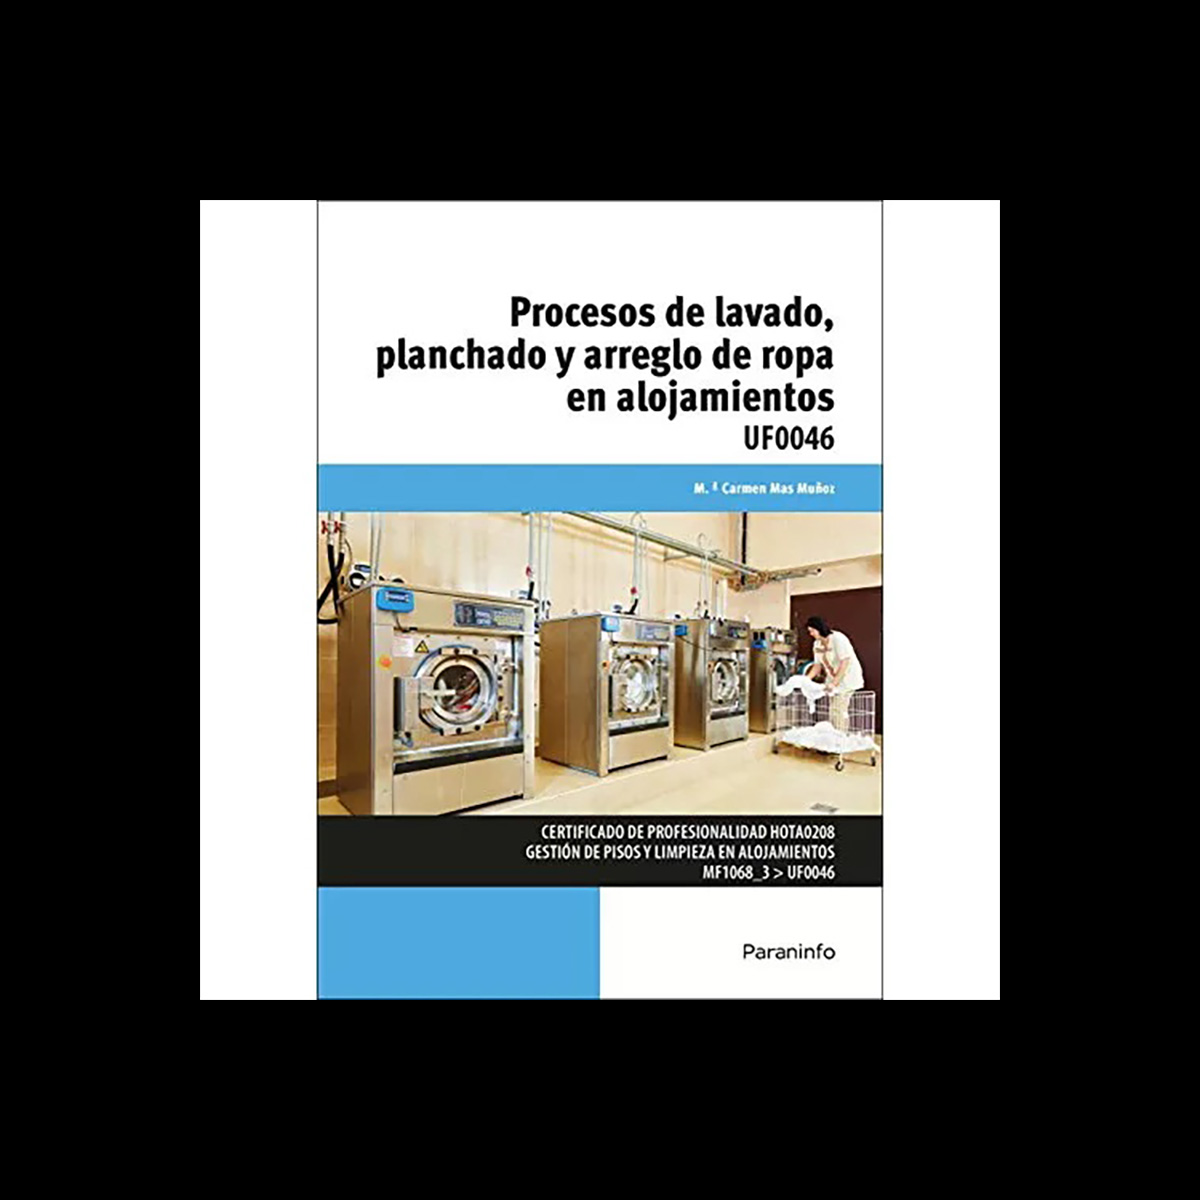 Procesos de lavado,
planchado y arreglo de ropa
en alojamientos
UF0046
M.ª Carmen Mas Muñoz
CERTIFICADO DE PROFESIONALIDAD HOTA0208
GESTIÓN DE PISOS Y LIMPIEZA EN ALOJAMIENTOS
MF1068_3 > UF0046
Paraninfo